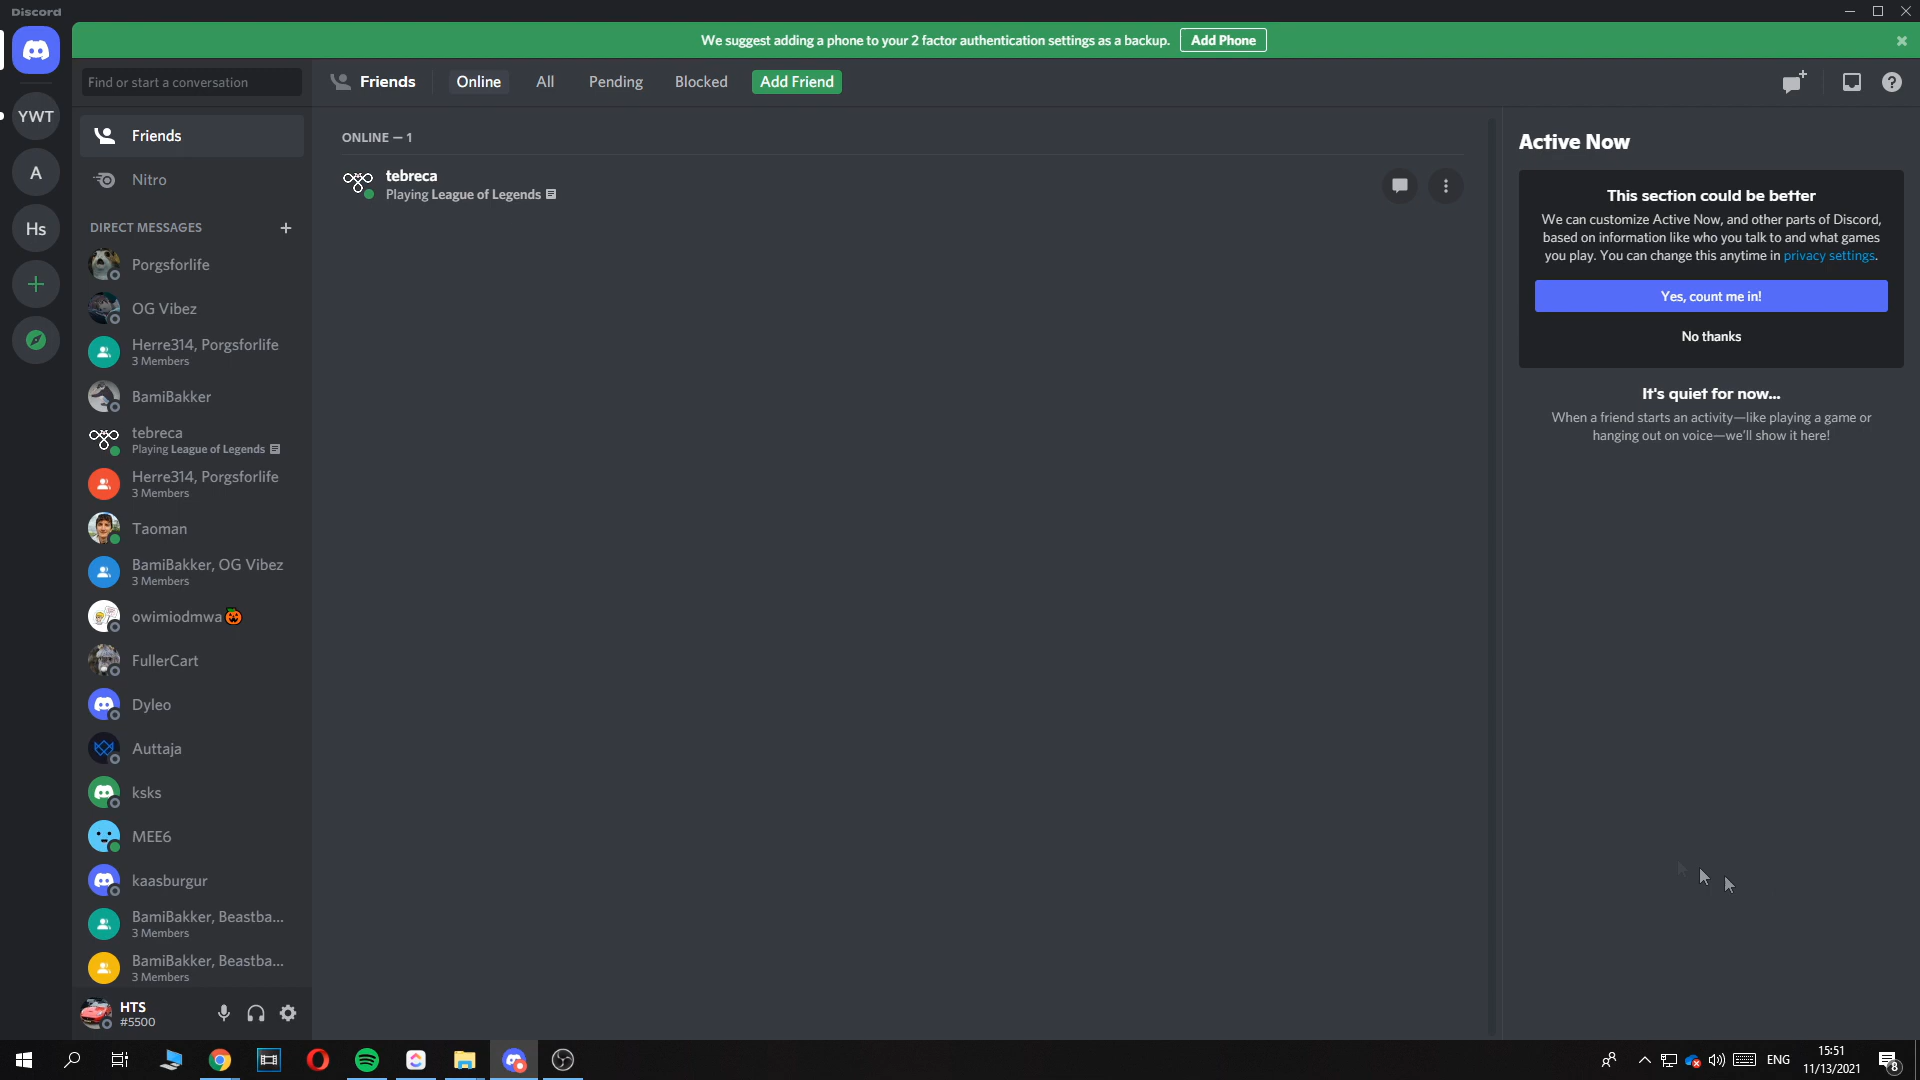 Discord
We suggest adding a phone to your 2 factor authentication settings as a backup. Add Phone
Find or start a conversation
Friends
Online
All
Pending
Blocked
Add Friend
YWT
A
Hs
Friends
Nitro
DIRECT MESSAGES
Porgsforlife
OG Vibez
Herre314, Porgsforlife
3 Members
BamiBakker
tebreca
Playing League of Legends
Herre314, Porgsforlife
3 Members
Taoman
BamiBakker, OG Vibez
3 Members
owimiodmwa🎃
FullerCart
Dyleo
Auttaja
ksks
MEE6
kaasburgur
BamiBakker, Beastba...
3 Members
BamiBakker, Beastba...
3 Members
HTS
#5500
ONLINE — 1
tebreca
Playing League of Legends
Active Now
This section could be better
We can customize Active Now, and other parts of Discord,
based on information like who you talk to and what games
you play. You can change this anytime in privacy settings.
Yes, count me in!
No thanks
It's quiet for now...
When a friend starts an activity—like playing a game or
hanging out on voice—we'll show it here!
ENG
15:51
11/13/2021
8